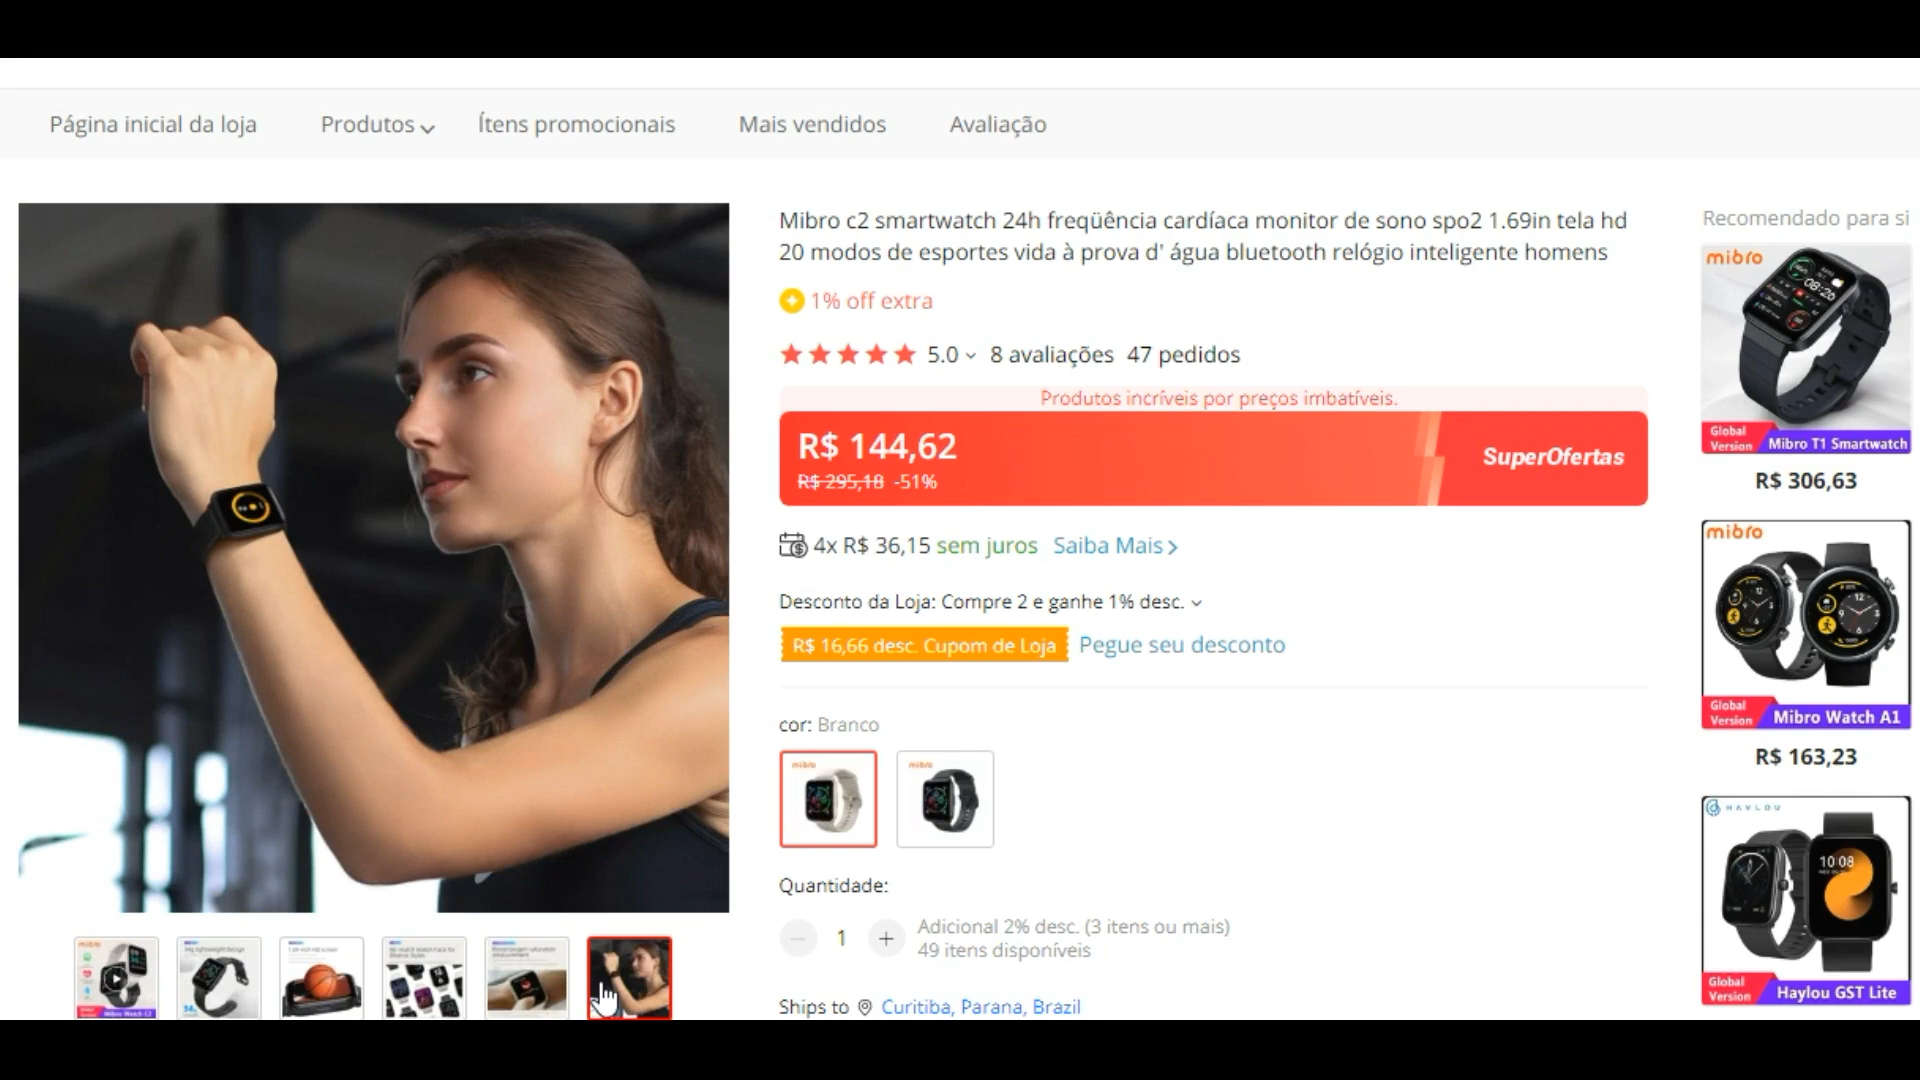 Página inicial da loja
Produtos
Ítens promocionais
Mais vendidos
Avaliação
Mibro c2 smartwatch 24h freqüência cardíaca monitor de sono spo2 1.69in tela hd
20 modos de esportes vida à prova d' água bluetooth relógio inteligente homens
1% off extra
5.0 8 avaliações 47 pedidos
Produtos incríveis por preços imbatíveis.
R$ 144,62
R$ 295,18 -51%
SuperOfertas
4x R$ 36,15 sem juros Saiba Mais
Desconto da Loja: Compre 2 e ganhe 1% desc.
R$ 16,66 desc. Cupom de Loja Pegue seu desconto
cor: Branco
mibro
mibro
Quantidade:
1
Adicional 2% desc. (3 itens ou mais)
49 itens disponíveis
Ships to Curitiba, Parana, Brazil
Recomendado para si
mibro
08:26
Global Version
Mibro T1 Smartwatch
R$ 306,63
mibro
Global Version
Mibro Watch A1
R$ 163,23
HAYLOU
10:08
Global Version
Haylou GST Lite